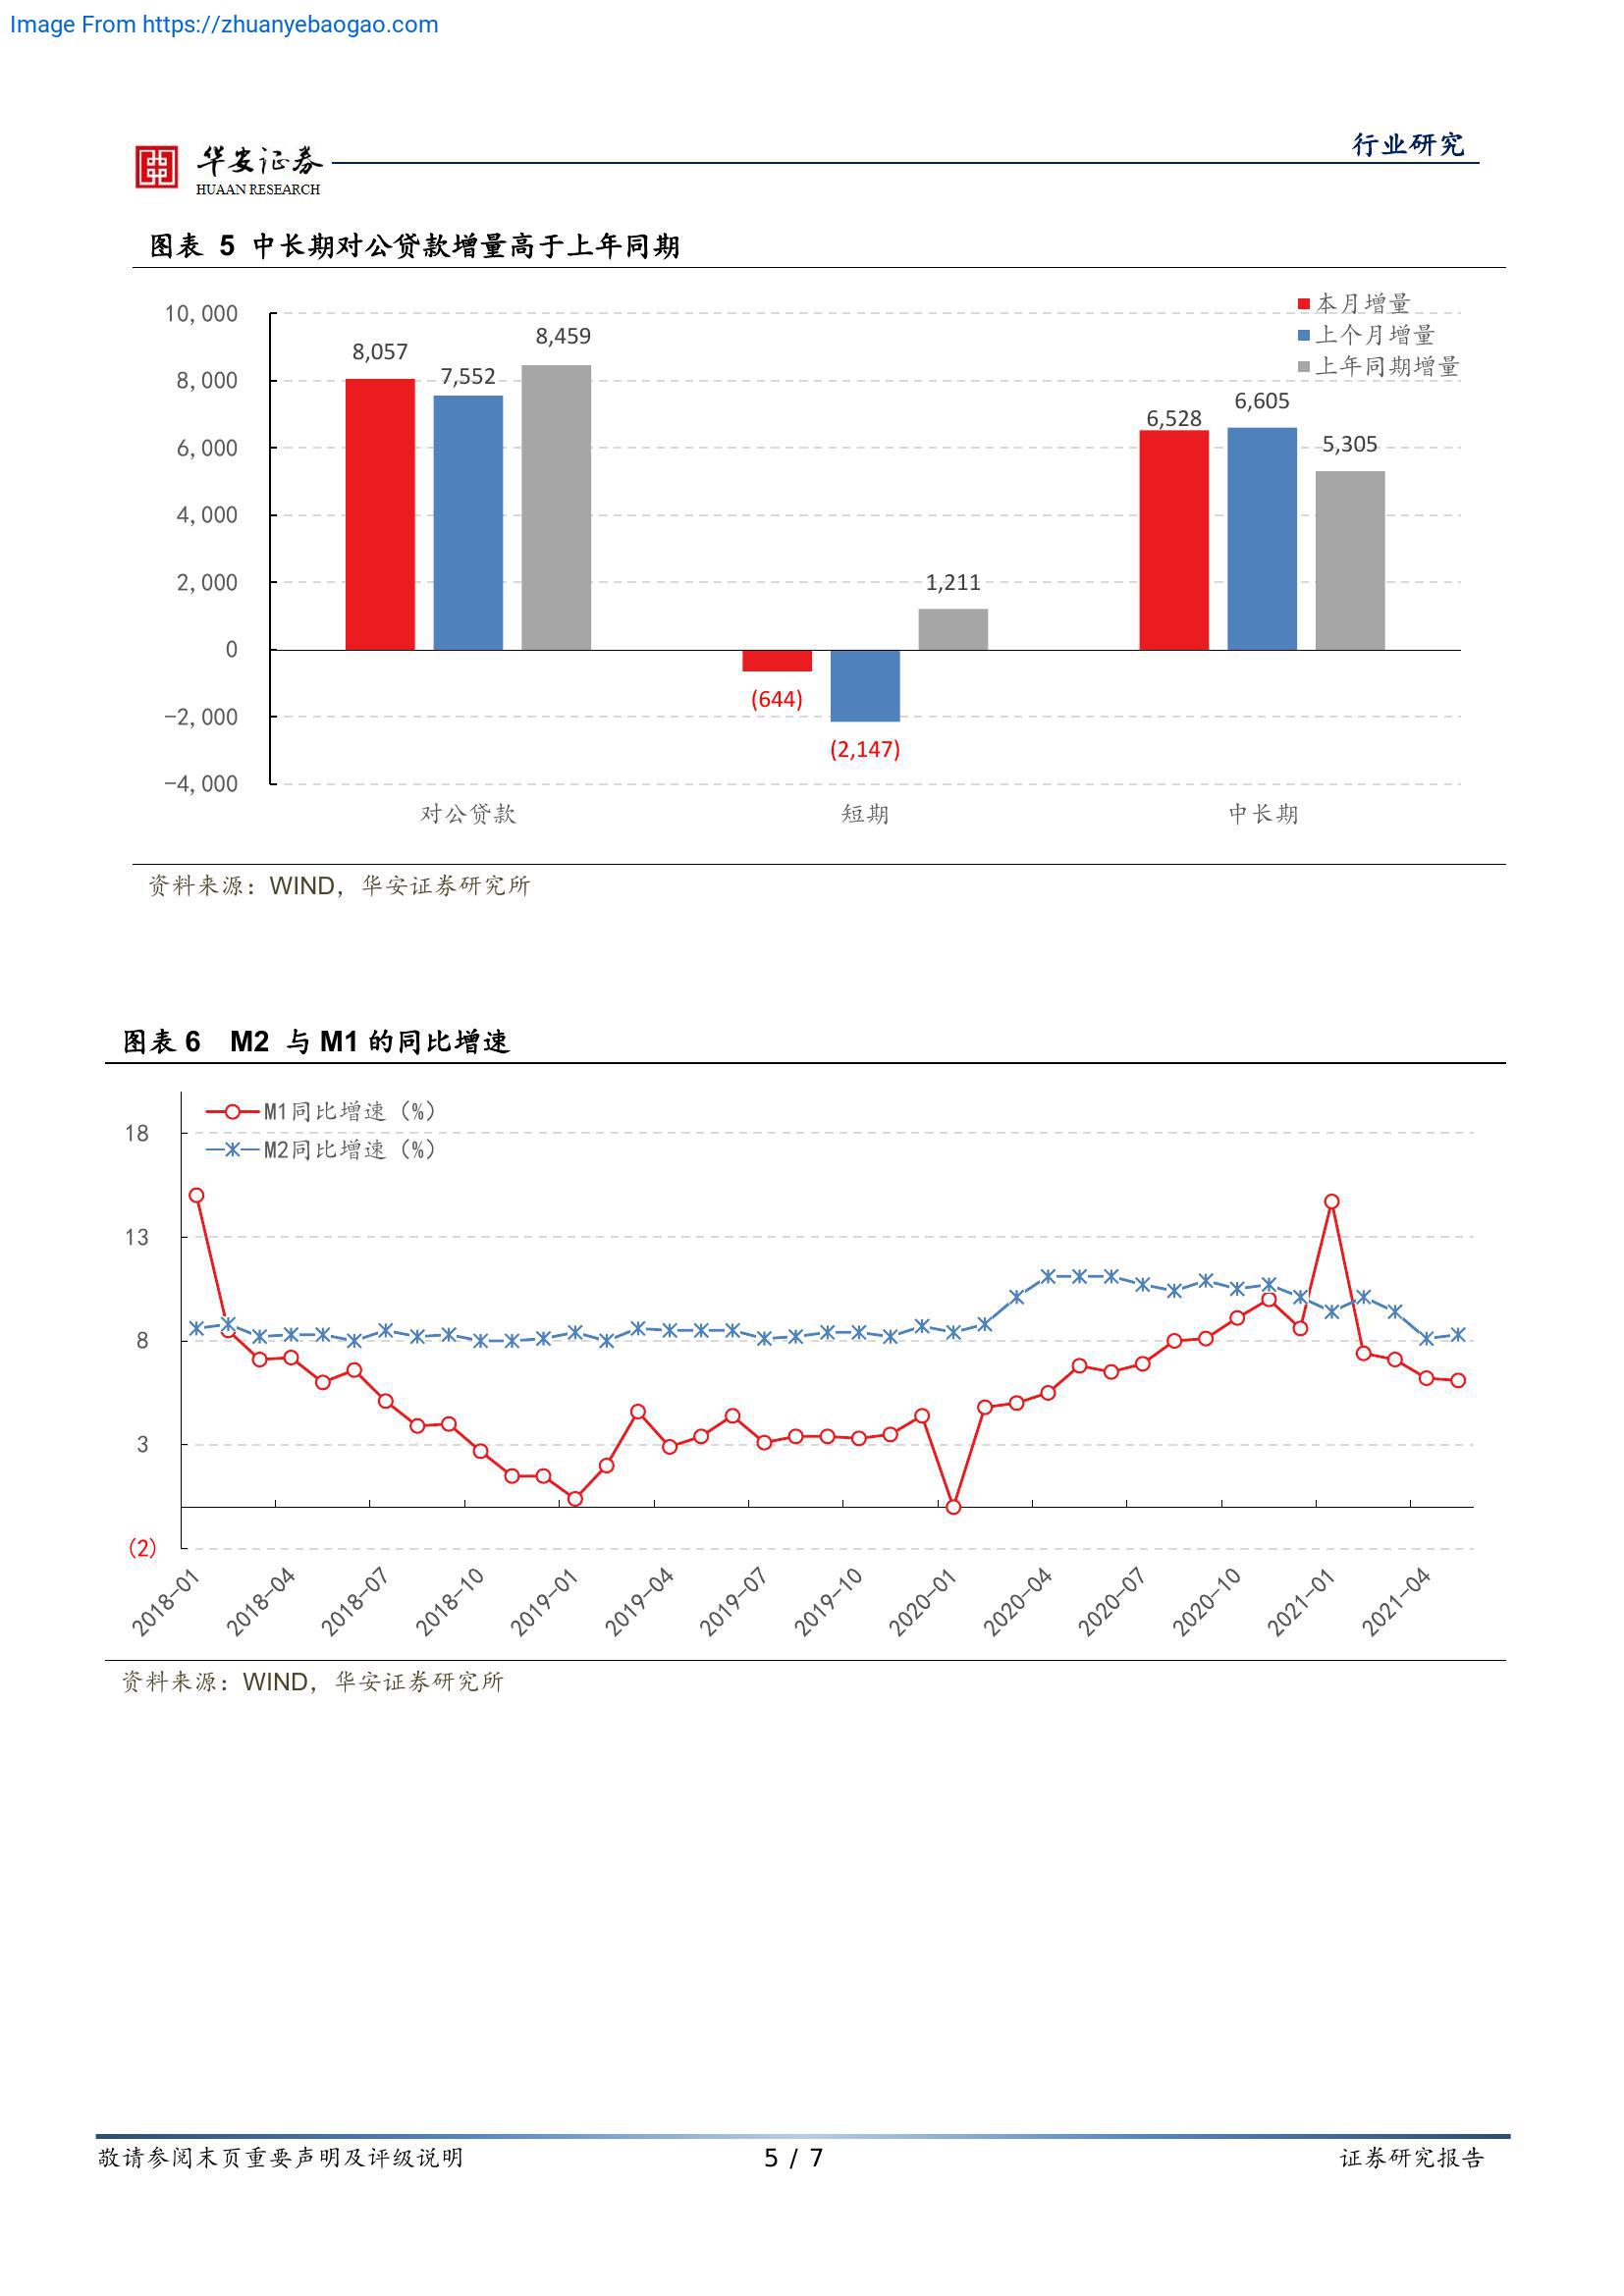 Image From https://zhuanyebaogao.com
华安证券
HUAAN RESEARCH
行业研究
图表 5 中长期对公贷款增量高于上年同期
本月增量
上个月增量
上年同期增量
10,000
8,000
6,000
4,000
2,000
0
-2,000
-4,000
8,057
7,552
8,459
(644)
(2,147)
1,211
6,528
6,605
5,305
对公贷款 短期 中长期
资料来源：WIND，华安证券研究所
图表 6 M2 与 M1 的同比增速
M1同比增速（%）
M2同比增速（%）
18
13
8
3
(2)
2018-01 2018-04 2018-07 2018-10 2019-01 2019-04 2019-07 2019-10 2020-01 2020-04 2020-07 2020-10 2021-01 2021-04
资料来源：WIND，华安证券研究所
敬请参阅末页重要声明及评级说明 5 / 7 证券研究报告